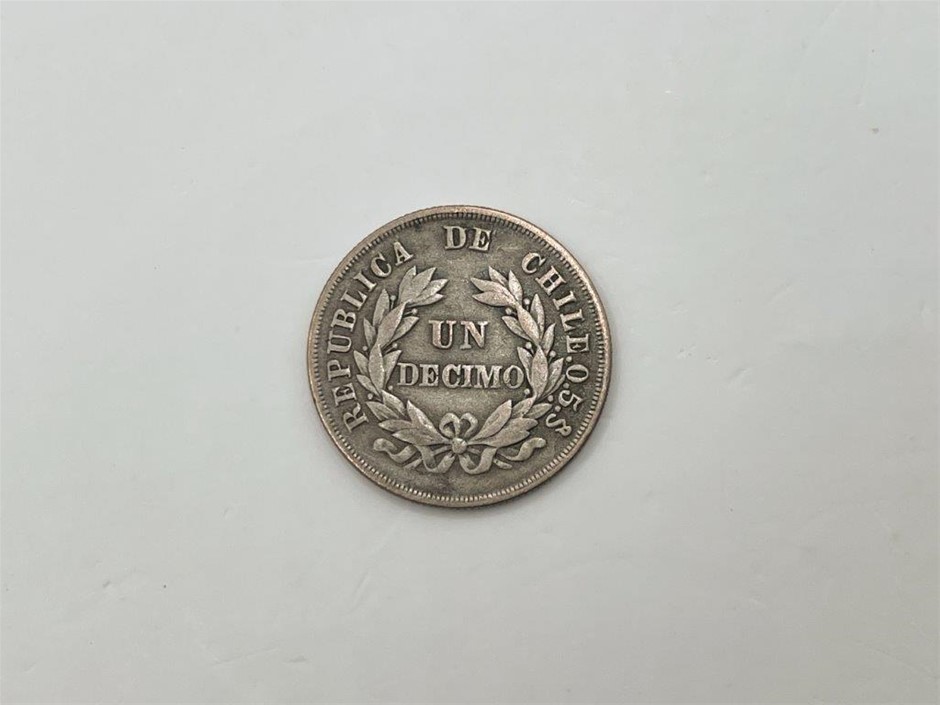 REPUBLICA DE CHILE.0.5.S.
UN
DECIMO